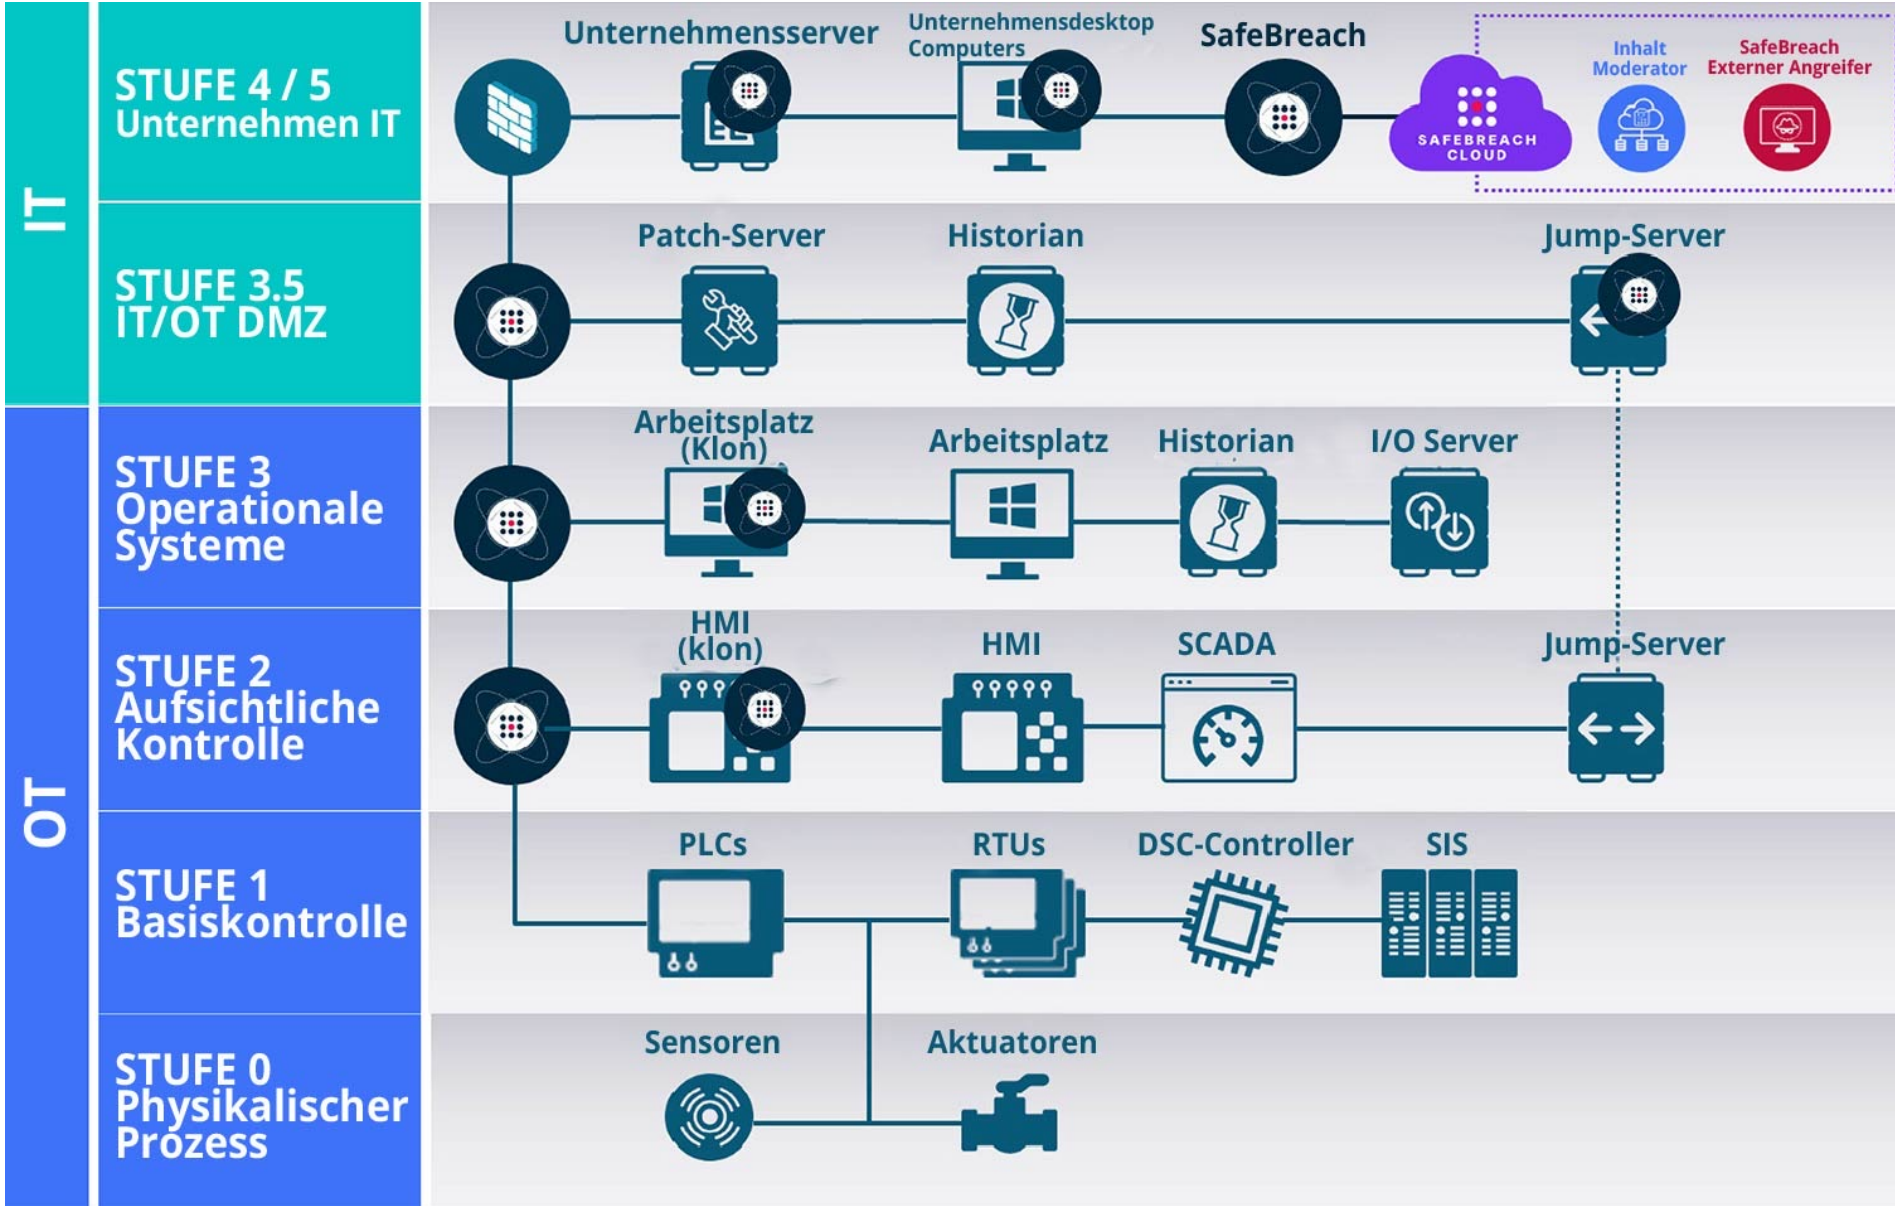 IT
STUFE 4 / 5
Unternehmen IT
Unternehmensserver
Unternehmensdesktop
Computers
SafeBreach
SAFEBREACH
CLOUD
Inhalt
Moderator
SafeBreach
Externer Angreifer
STUFE 3.5
IT/OT DMZ
Patch-Server
Historian
Jump-Server
OT
STUFE 3
Operationale
Systeme
Arbeitsplatz
(Klon)
Arbeitsplatz
Historian
I/O Server
STUFE 2
Aufsichtliche
Kontrolle
HMI
(klon)
HMI
SCADA
Jump-Server
STUFE 1
Basiskontrolle
PLCs
RTUs
DSC-Controller
SIS
STUFE 0
Physikalischer
Prozess
Sensoren
Aktuatoren